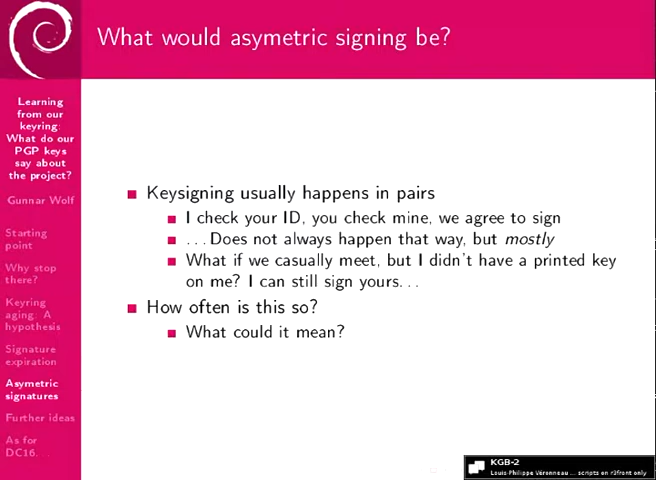 What would asymetric signing be?
Learning
from our
keyring:
What do our
PGP keys
say about
the project?
Gunnar Wolf
Starting
point
Why stop
there?
Keyring
aging: A
hypothesis
Signature
expiration
Asymetric
signatures
Further ideas
As for
DC16. . .
Keysigning usually happens in pairs
I check your ID, you check mine, we agree to sign
. . . Does not always happen that way, but mostly
What if we casually meet, but I didn't have a printed key
on me? I can still sign yours. . .
How often is this so?
What could it mean?
KGB-2
Louis-Philippe Véronneau ... scripts on r2front only